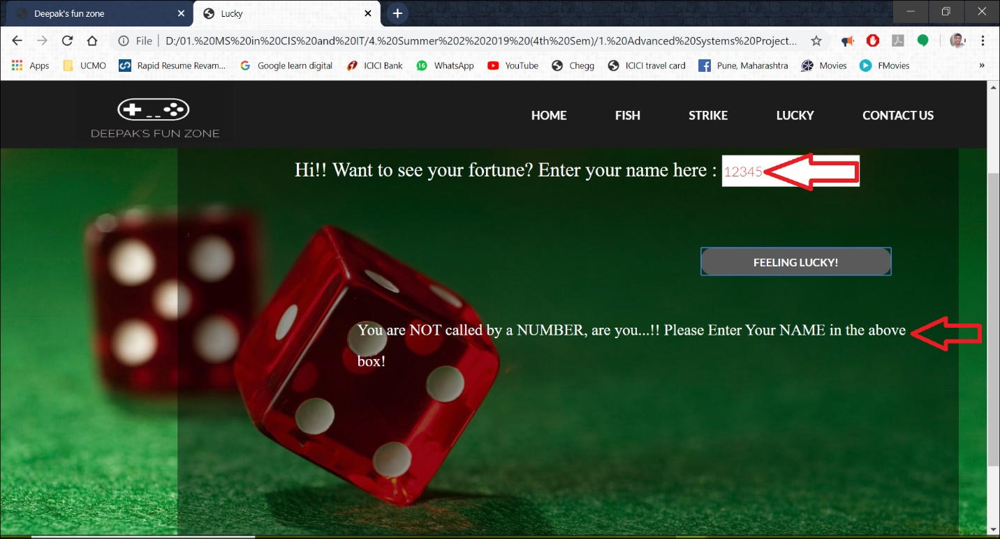 Deepak's fun zone
Lucky
File
D:/01.%20MS%20in%20CIS%20and%20IT/4.%20Summer%202%202019%20(4th%20Sem)/1.%20Advanced%20Systems%20Project...
Apps UCMO Rapid Resume Revam... Google learn digital ICICI Bank 16 WhatsApp YouTube Chegg ICICI travel card Pune, Maharashtra Movies FMovies »
DEEPAK'S FUN ZONE
HOME FISH STRIKE LUCKY CONTACT US
Hi!! Want to see your fortune? Enter your name here : 12345
FEELING LUCKY!
You are NOT called by a NUMBER, are you...!! Please Enter Your NAME in the above
box!